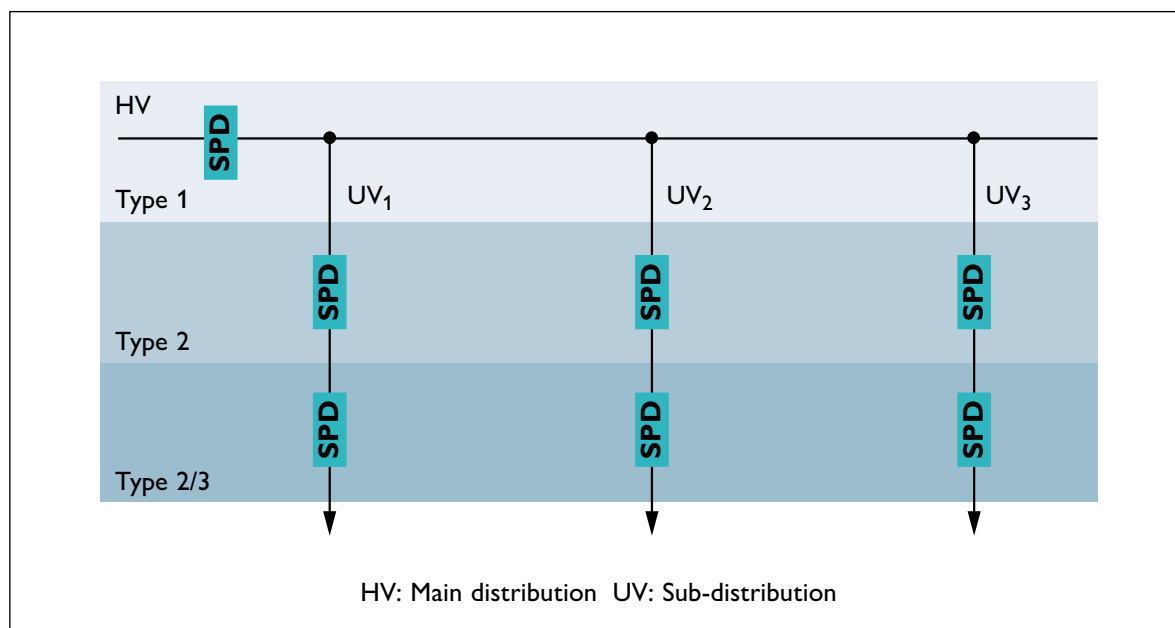 HV
SPD
Type 1
UV₁
UV₂
UV₃
SPD
SPD
SPD
Type 2
SPD
SPD
SPD
Type 2/3
HV: Main distribution UV: Sub-distribution